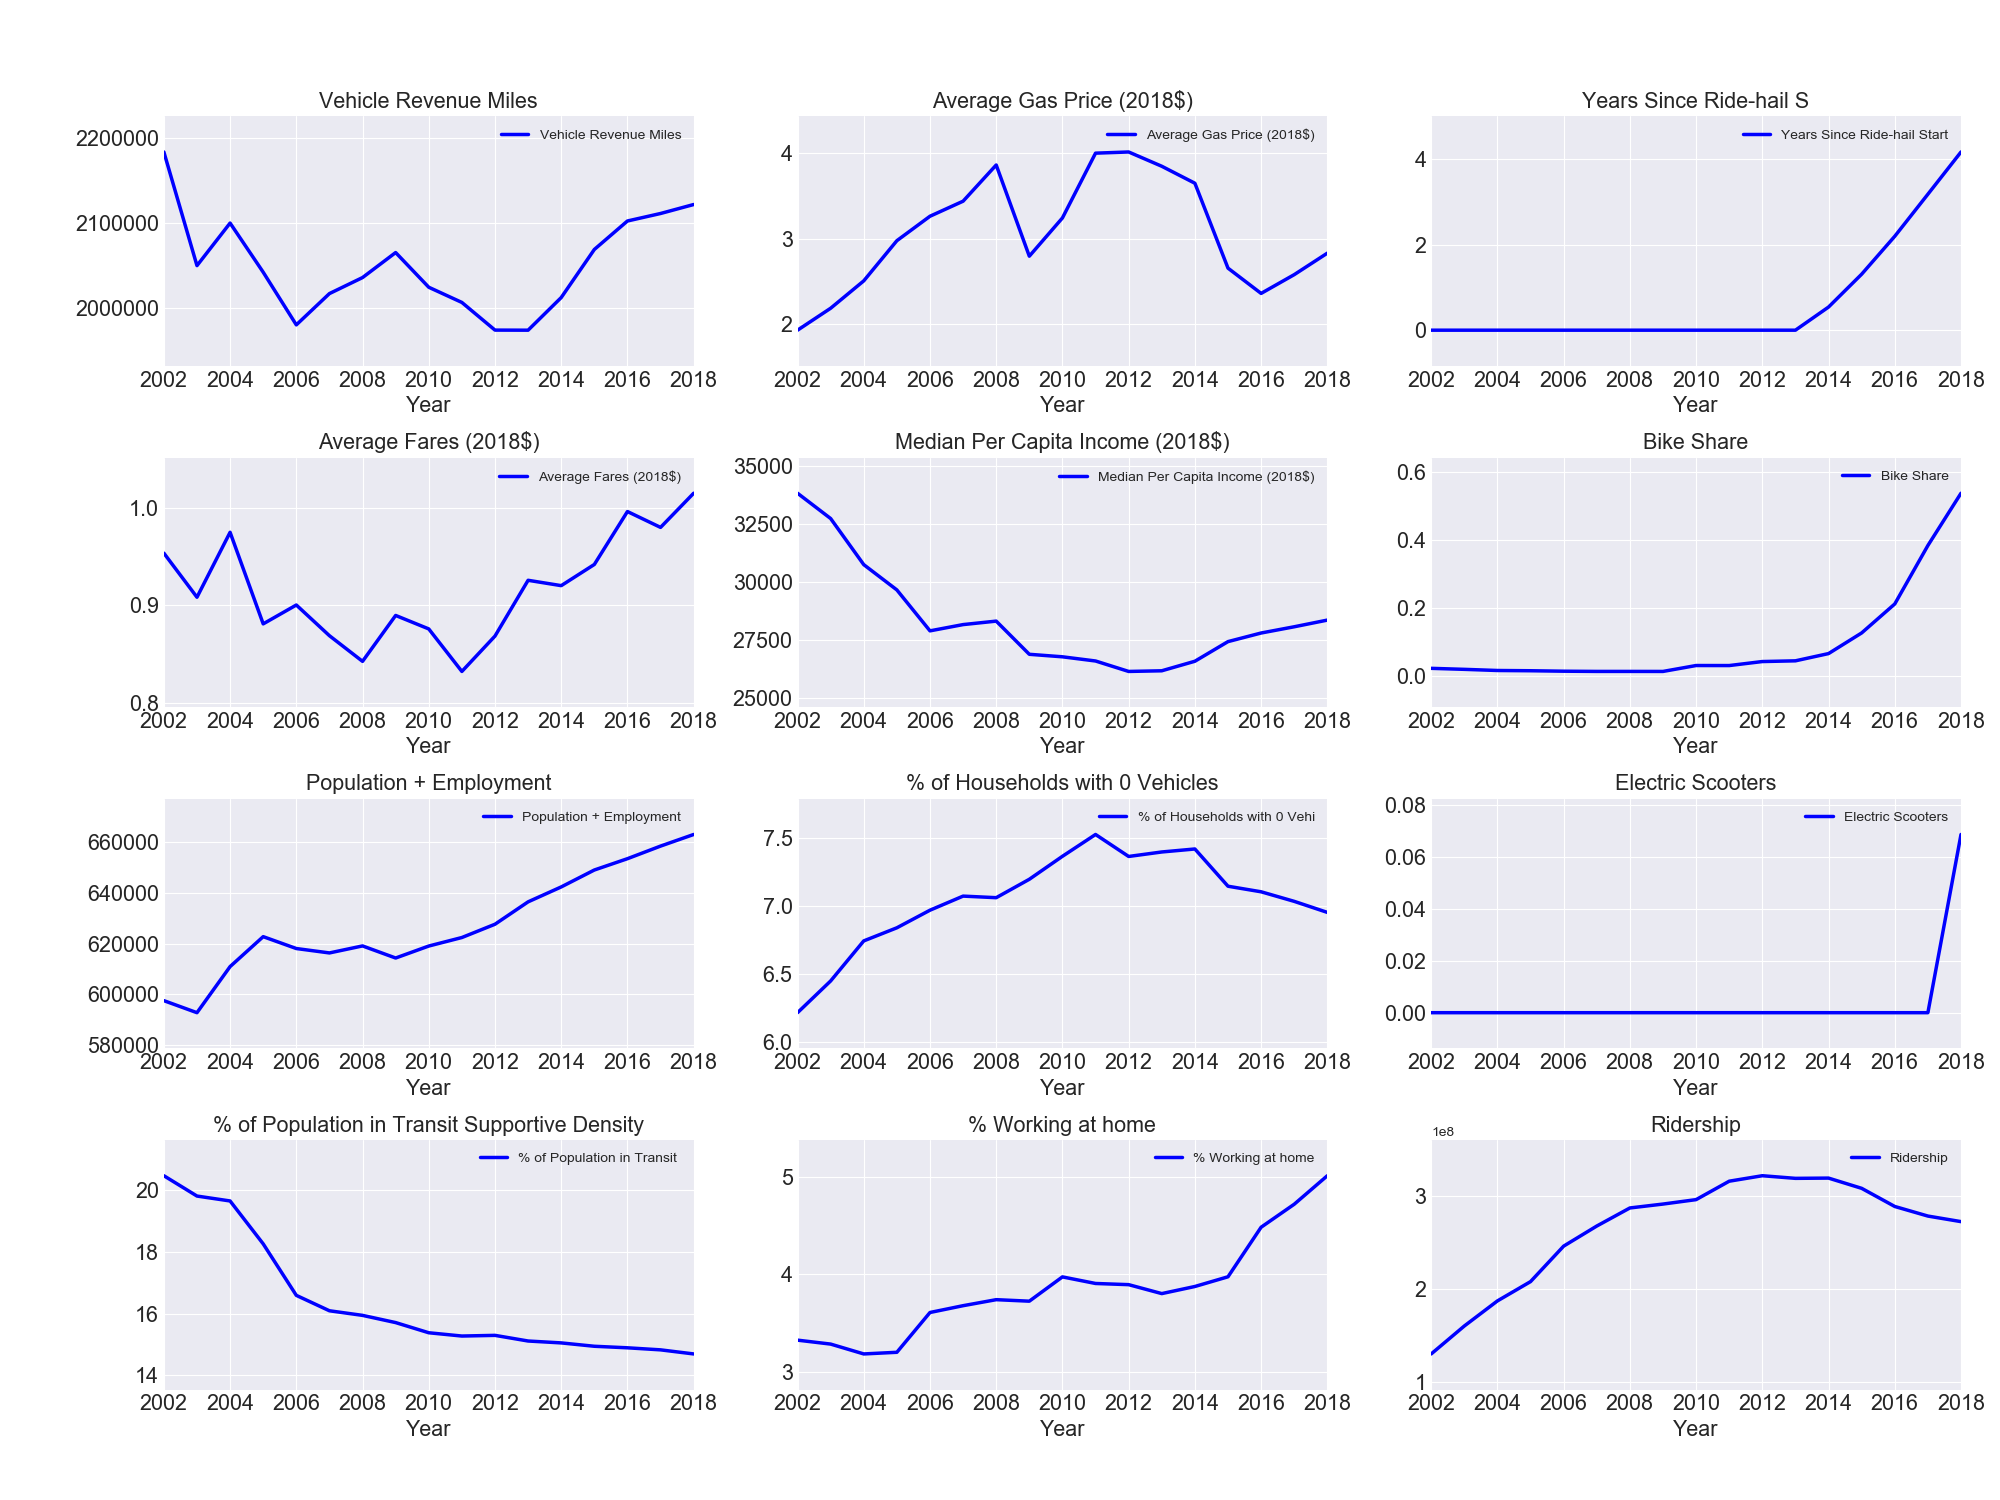 Vehicle Revenue Miles
Vehicle Revenue Miles
2200000
2100000
2000000
2002 2004 2006 2008 2010 2012 2014 2016 2018
Year
Average Gas Price (2018$)
Average Gas Price (2018$)
4
3
2
2002 2004 2006 2008 2010 2012 2014 2016 2018
Year
Years Since Ride-hail S
Years Since Ride-hail Start
4
2
0
2002 2004 2006 2008 2010 2012 2014 2016 2018
Year
Average Fares (2018$)
Average Fares (2018$)
1.0
0.9
0.8
2002 2004 2006 2008 2010 2012 2014 2016 2018
Year
Median Per Capita Income (2018$)
Median Per Capita Income (2018$)
35000
32500
30000
27500
25000
2002 2004 2006 2008 2010 2012 2014 2016 2018
Year
Bike Share
Bike Share
0.6
0.4
0.2
0.0
2002 2004 2006 2008 2010 2012 2014 2016 2018
Year
Population + Employment
Population + Employment
660000
640000
620000
600000
580000
2002 2004 2006 2008 2010 2012 2014 2016 2018
Year
% of Households with 0 Vehicles
% of Households with 0 Vehi
7.5
7.0
6.5
6.0
2002 2004 2006 2008 2010 2012 2014 2016 2018
Year
Electric Scooters
Electric Scooters
0.08
0.06
0.04
0.02
0.00
2002 2004 2006 2008 2010 2012 2014 2016 2018
Year
% of Population in Transit Supportive Density
% of Population in Transit
20
18
16
14
2002 2004 2006 2008 2010 2012 2014 2016 2018
Year
% Working at home
% Working at home
5
4
3
2002 2004 2006 2008 2010 2012 2014 2016 2018
Year
Ridership
1e8
Ridership
3
2
1
2002 2004 2006 2008 2010 2012 2014 2016 2018
Year